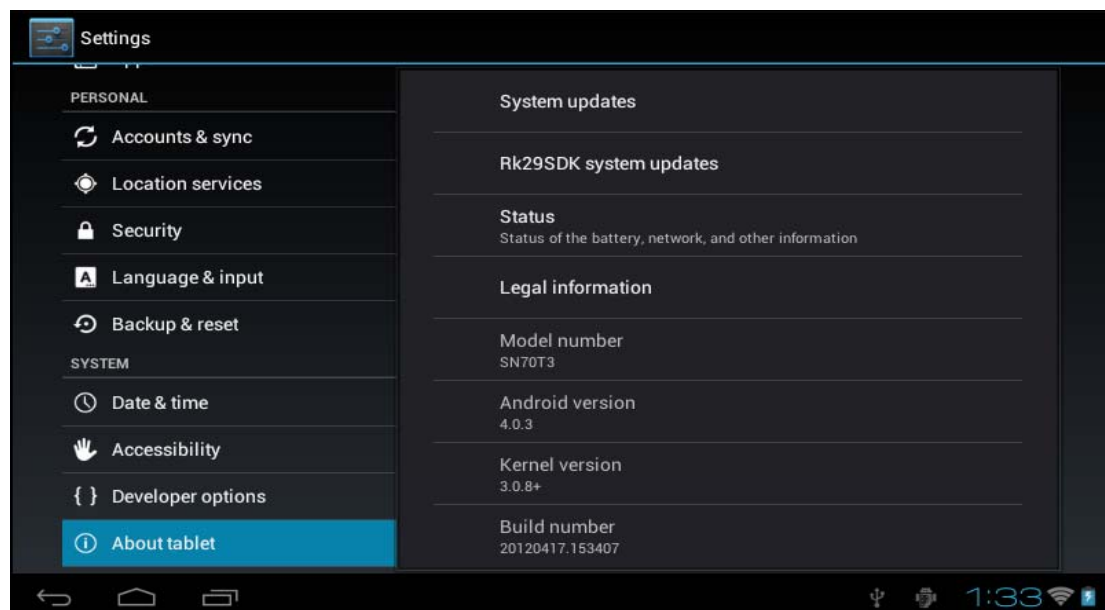 Settings
PERSONAL
Accounts & sync
Location services
Security
Language & input
Backup & reset
SYSTEM
Date & time
Accessibility
{ } Developer options
About tablet
System updates
Rk29SDK system updates
Status
Status of the battery, network, and other information
Legal information
Model number
SN70T3
Android version
4.0.3
Kernel version
3.0.8+
Build number
20120417.153407
1:33